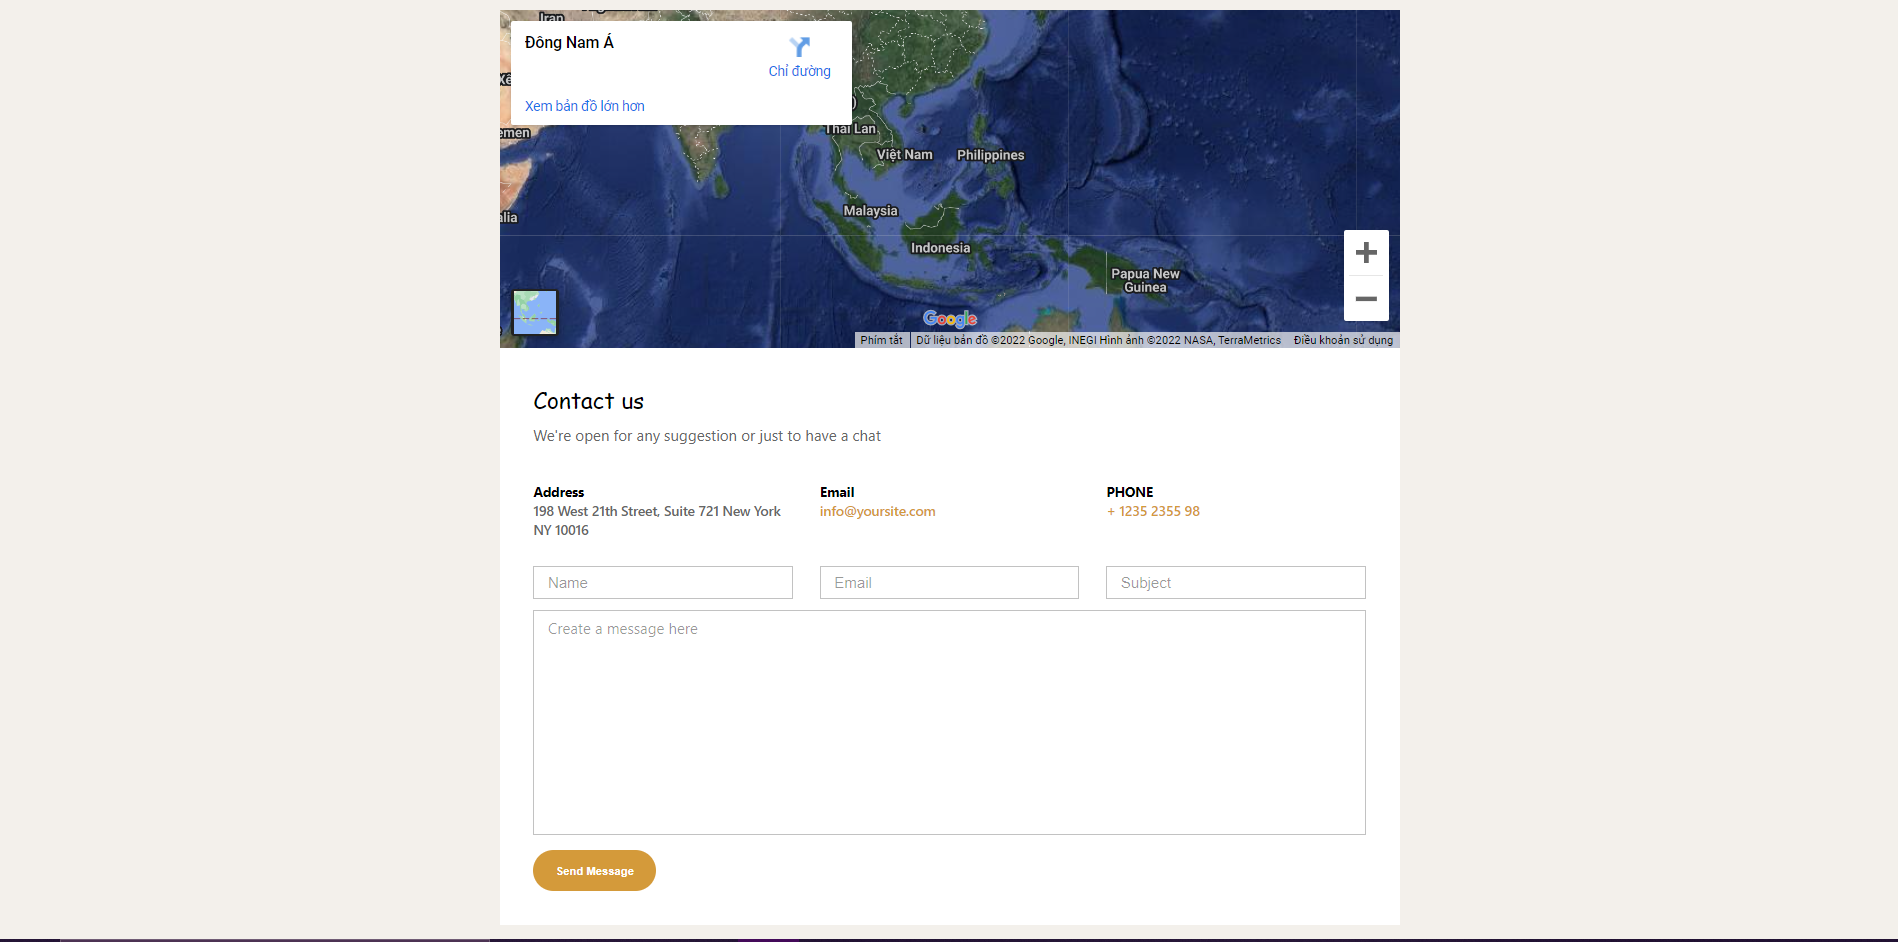 Iran
Đông Nam Á
Chỉ đường
Xem bản đồ lớn hơn
emen
Thái Lan
Việt Nam
Philippines
alia
Malaysia
Indonesia
Papua New
Guinea
Google
Phím tắt
Dữ liệu bản đồ ©2022 Google, INEGI Hình ảnh ©2022 NASA, TerraMetrics
Điều khoản sử dụng
Contact us
We're open for any suggestion or just to have a chat
Address
Email
PHONE
198 West 21th Street, Suite 721 New York
NY 10016
info@yoursite.com
+ 1235 2355 98
Name
Email
Subject
Create a message here
Send Message